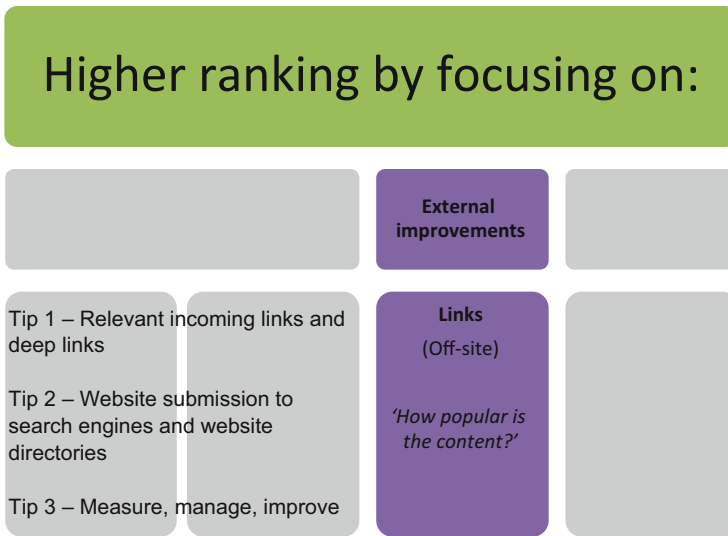 Higher ranking by focusing on:
External
improvements
Tip 1 – Relevant incoming links and
deep links
Tip 2 – Website submission to
search engines and website
directories
Tip 3 – Measure, manage, improve
Links
(Off-site)
‘How popular is
the content?’